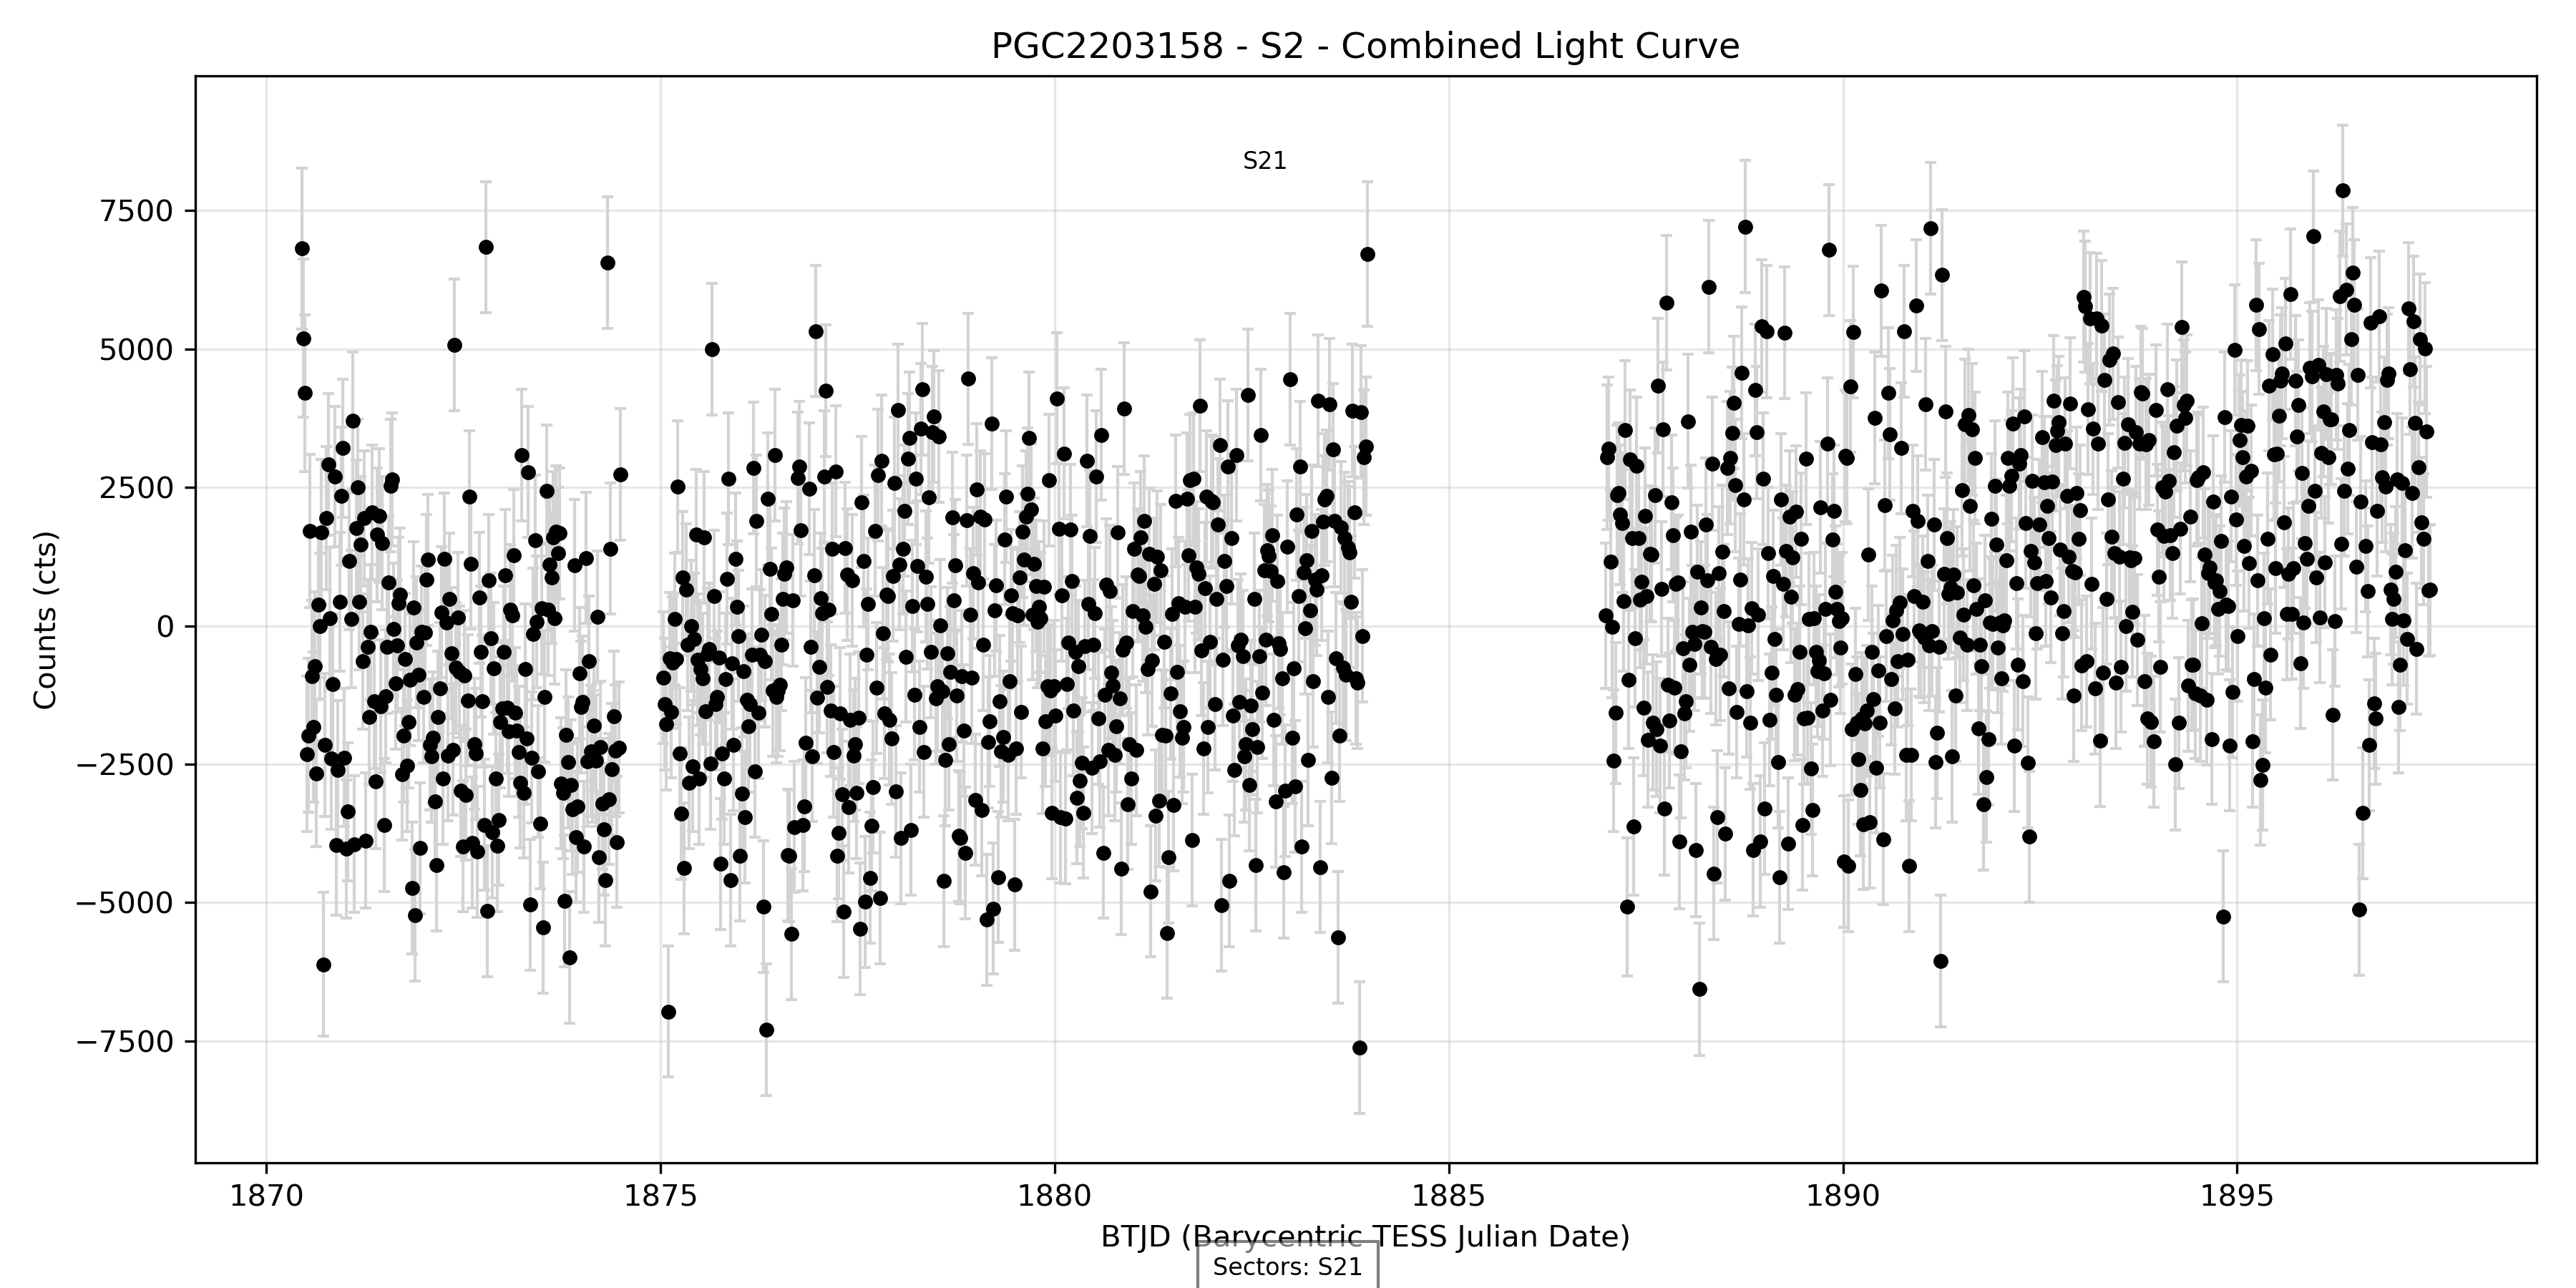 PGC2203158 - S2 - Combined Light Curve
S21
7500
5000
2500
0
−2500
−5000
−7500
Counts (cts)
1870 1875 1880 1885 1890 1895
BTJD (Barycentric TESS Julian Date)
Sectors: S21